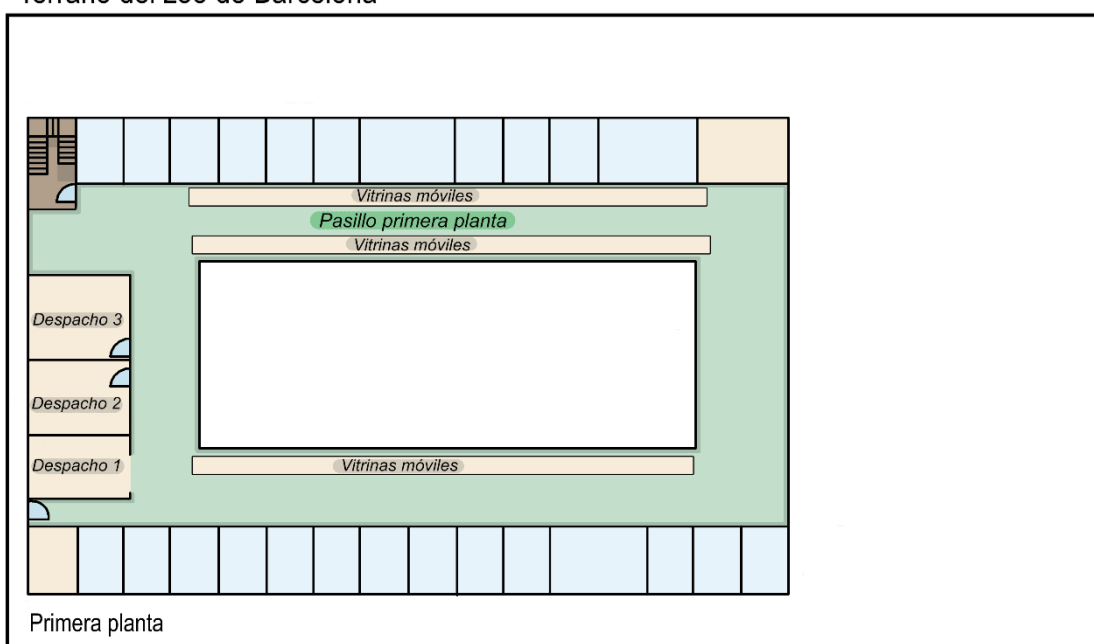 Terrario del Zoo de Barcelona
Vitrinas móviles
Pasillo primera planta
Vitrinas móviles
Despacho 3
Despacho 2
Despacho 1
Vitrinas móviles
Primera planta